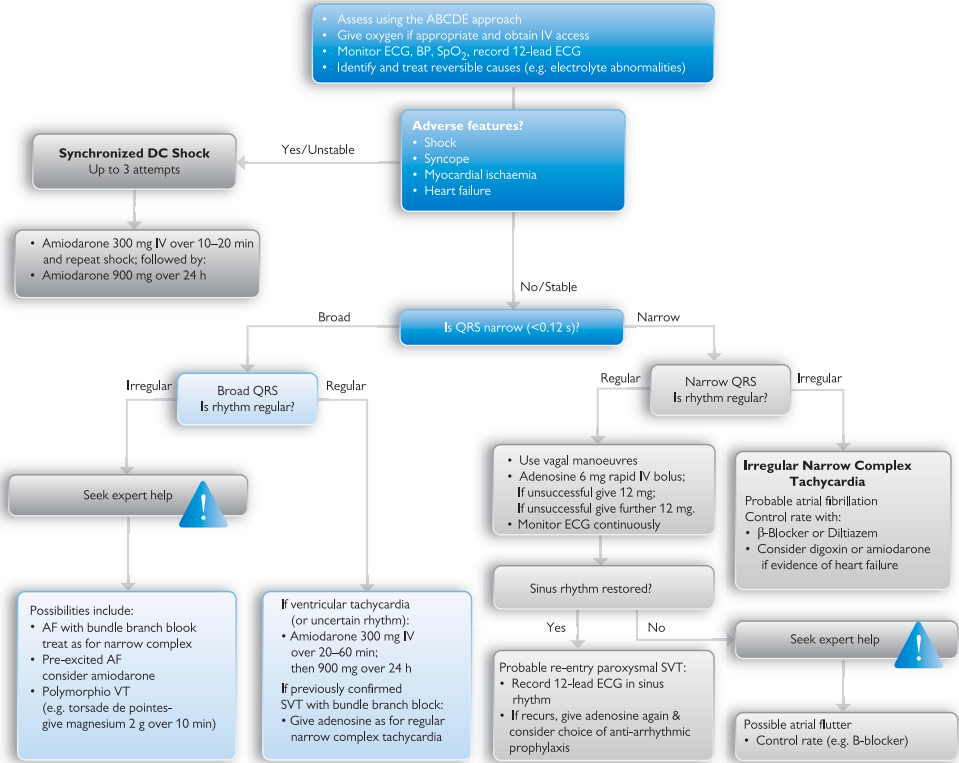 • Assess using the ABCDE approach
• Give oxygen if appropriate and obtain IV access
• Monitor ECG, BP, SpO₂, record 12-lead ECG
• Identify and treat reversible causes (e.g. electrolyte abnormalities)
Adverse features?
• Shock
• Syncope
• Myocardial ischaemia
• Heart failure
Yes/Unstable
Synchronized DC Shock
Up to 3 attempts
• Amiodarone 300 mg IV over 10–20 min
and repeat shock; followed by:
• Amiodarone 900 mg over 24 h
No/Stable
Is QRS narrow (<0.12 s)?
Broad
Narrow
Broad QRS
Is rhythm regular?
Irregular
Regular
Narrow QRS
Is rhythm regular?
Regular
Irregular
Seek expert help
!
Possibilities include:
• AF with bundle branch blook
treat as for narrow complex
• Pre-excited AF
consider amiodarone
• Polymorphio VT
(e.g. torsade de pointes-
give magnesium 2 g over 10 min)
If ventricular tachycardia
(or uncertain rhythm):
• Amiodarone 300 mg IV
over 20–60 min;
then 900 mg over 24 h
If previously confirmed
SVT with bundle branch block:
• Give adenosine as for regular
narrow complex tachycardia
• Use vagal manoeuvres
• Adenosine 6 mg rapid IV bolus;
If unsuccessful give 12 mg;
If unsuccessful give further 12 mg.
• Monitor ECG continuously
Irregular Narrow Complex
Tachycardia
Probable atrial fibrillation
Control rate with:
• β-Blocker or Diltiazem
• Consider digoxin or amiodarone
if evidence of heart failure
Sinus rhythm restored?
Yes
No
Probable re-entry paroxysmal SVT:
• Record 12-lead ECG in sinus
rhythm
• If recurs, give adenosine again &
consider choice of anti-arrhythmic
prophylaxis
Seek expert help
!
Possible atrial flutter
• Control rate (e.g. B-blocker)